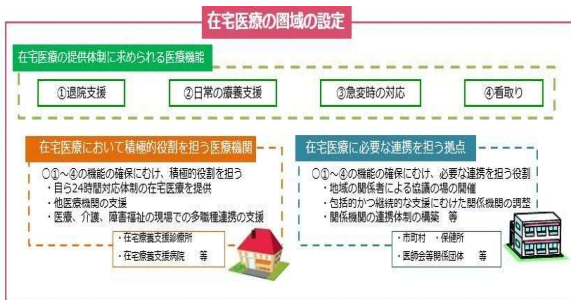 在宅医療の圏域の設定
在宅医療の提供体制に求められる医療機能
①退院支援
②日常の療養支援
③急変時の対応
④看取り
在宅医療において積極的役割を担う医療機関
○①～④の機能の確保にむけ、積極的役割を担う
・自ら24時間対応体制の在宅医療を提供
・他医療機関の支援
・医療、介護、障害福祉の現場での多職種連携の支援
・在宅療養支援診療所
・在宅療養支援病院 等
在宅医療に必要な連携を担う拠点
○①～④の機能の確保にむけ、必要な連携を担う役割
・地域の関係者による協議の場の開催
・包括的かつ継続的な支援にむけた関係機関の調整
・関係機関の連携体制の構築 等
・市町村 ・保健所
・医師会等関係団体 等